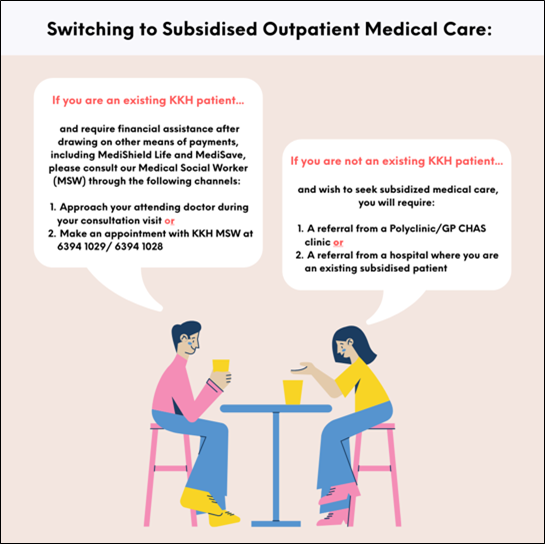 Switching to Subsidised Outpatient Medical Care:
If you are an existing KKH patient...
and require financial assistance after
drawing on other means of payments,
including MediShield Life and MediSave,
please consult our Medical Social Worker
(MSW) through the following channels:
1. Approach your attending doctor during
your consultation visit or
2. Make an appointment with KKH MSW at
6394 1029/ 6394 1028
If you are not an existing KKH patient...
and wish to seek subsidized medical care,
you will require:
1. A referral from a Polyclinic/GP CHAS
clinic or
2. A referral from a hospital where you are
an existing subsidised patient